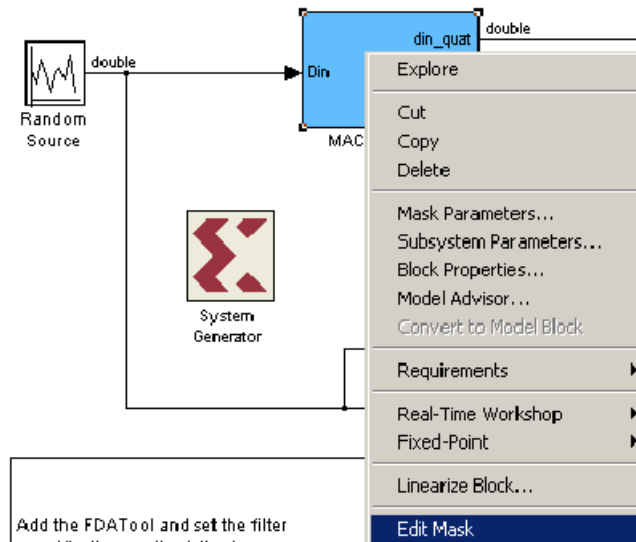 din_quat
double
double
Din
Random
Source
MAC
System
Generator
Explore
Cut
Copy
Delete
Mask Parameters...
Subsystem Parameters...
Block Properties...
Model Advisor...
Convert to Model Block
Requirements
Real-Time Workshop
Fixed-Point
Linearize Block...
Edit Mask
Add the FDATool and set the filter